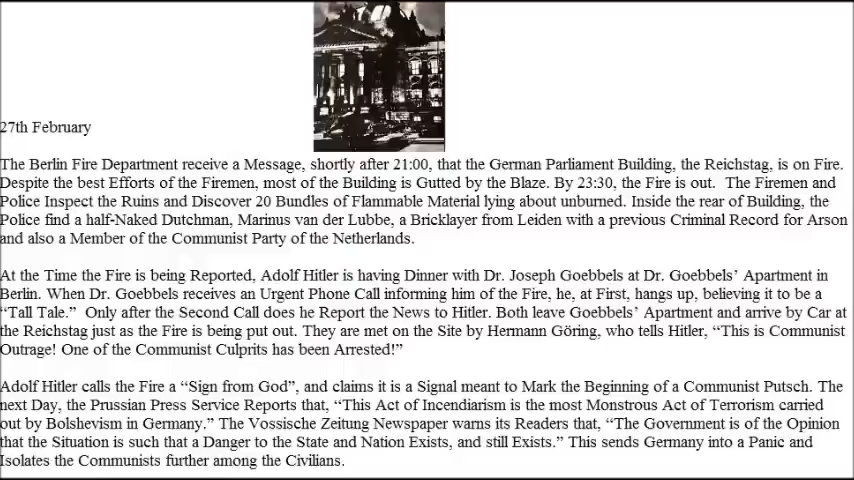 27th February
The Berlin Fire Department receive a Message, shortly after 21:00, that the German Parliament Building, the Reichstag, is on Fire.
Despite the best Efforts of the Firemen, most of the Building is Gutted by the Blaze. By 23:30, the Fire is out.  The Firemen and
Police Inspect the Ruins and Discover 20 Bundles of Flammable Material lying about unburned. Inside the rear of Building, the
Police find a half-Naked Dutchman, Marinus van der Lubbe, a Bricklayer from Leiden with a previous Criminal Record for Arson
and also a Member of the Communist Party of the Netherlands.
At the Time the Fire is being Reported, Adolf Hitler is having Dinner with Dr. Joseph Goebbels at Dr. Goebbels’ Apartment in
Berlin. When Dr. Goebbels receives an Urgent Phone Call informing him of the Fire, he, at First, hangs up, believing it to be a
“Tall Tale.”  Only after the Second Call does he Report the News to Hitler. Both leave Goebbels’ Apartment and arrive by Car at
the Reichstag just as the Fire is being put out. They are met on the Site by Hermann Göring, who tells Hitler, “This is Communist
Outrage! One of the Communist Culprits has been Arrested!”
Adolf Hitler calls the Fire a “Sign from God”, and claims it is a Signal meant to Mark the Beginning of a Communist Putsch. The
next Day, the Prussian Press Service Reports that, “This Act of Incendiarism is the most Monstrous Act of Terrorism carried
out by Bolshevism in Germany.” The Vossische Zeitung Newspaper warns its Readers that, “The Government is of the Opinion
that the Situation is such that a Danger to the State and Nation Exists, and still Exists.” This sends Germany into a Panic and
Isolates the Communists further among the Civilians.